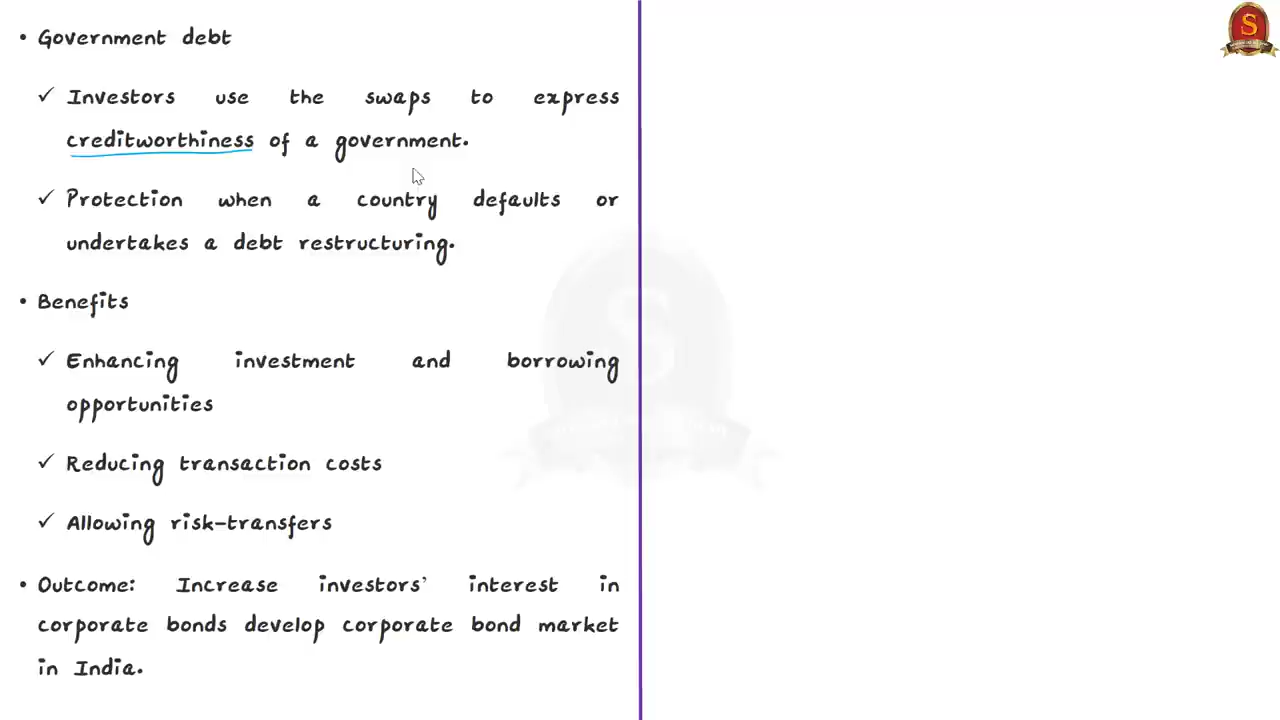 • Government debt
✓ Investors use the swaps to express
creditworthiness of a government.
✓ Protection when a country defaults or
undertakes a debt restructuring.
• Benefits
✓ Enhancing investment and borrowing
opportunities
✓ Reducing transaction costs
✓ Allowing risk-transfers
• Outcome: Increase investors' interest in
corporate bonds develop corporate bond market
in India.
S